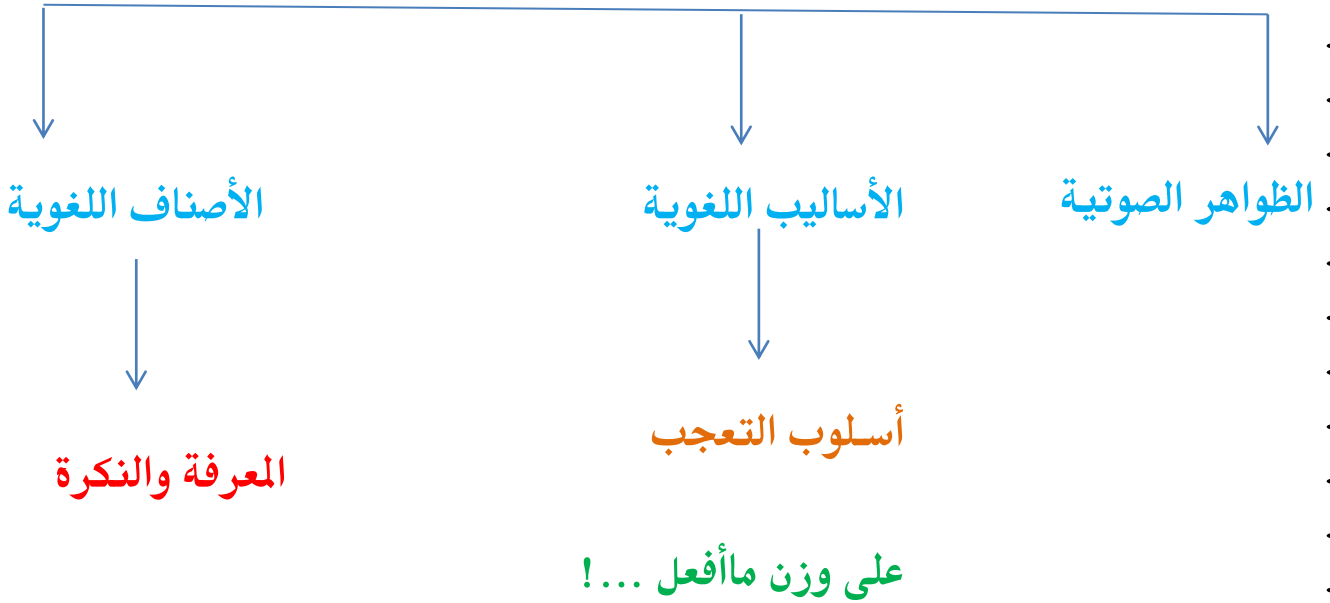 الظواهر الصوتية
الأساليب اللغوية
الأصناف اللغوية
أسلوب التعجب
المعرفة والنكرة
على وزن ماأفعل ...!